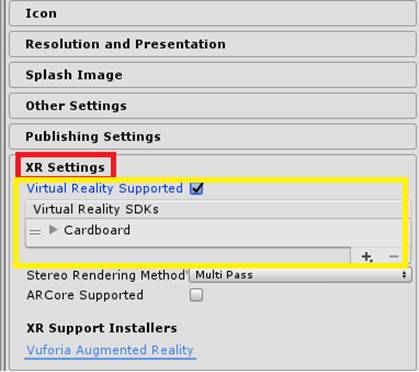 Icon
Resolution and Presentation
Splash Image
Other Settings
Publishing Settings
XR Settings
Virtual Reality Supported
Virtual Reality SDKs
Cardboard
Stereo Rendering Method* Multi Pass
ARCore Supported
XR Support Installers
Vuforia Augmented Reality